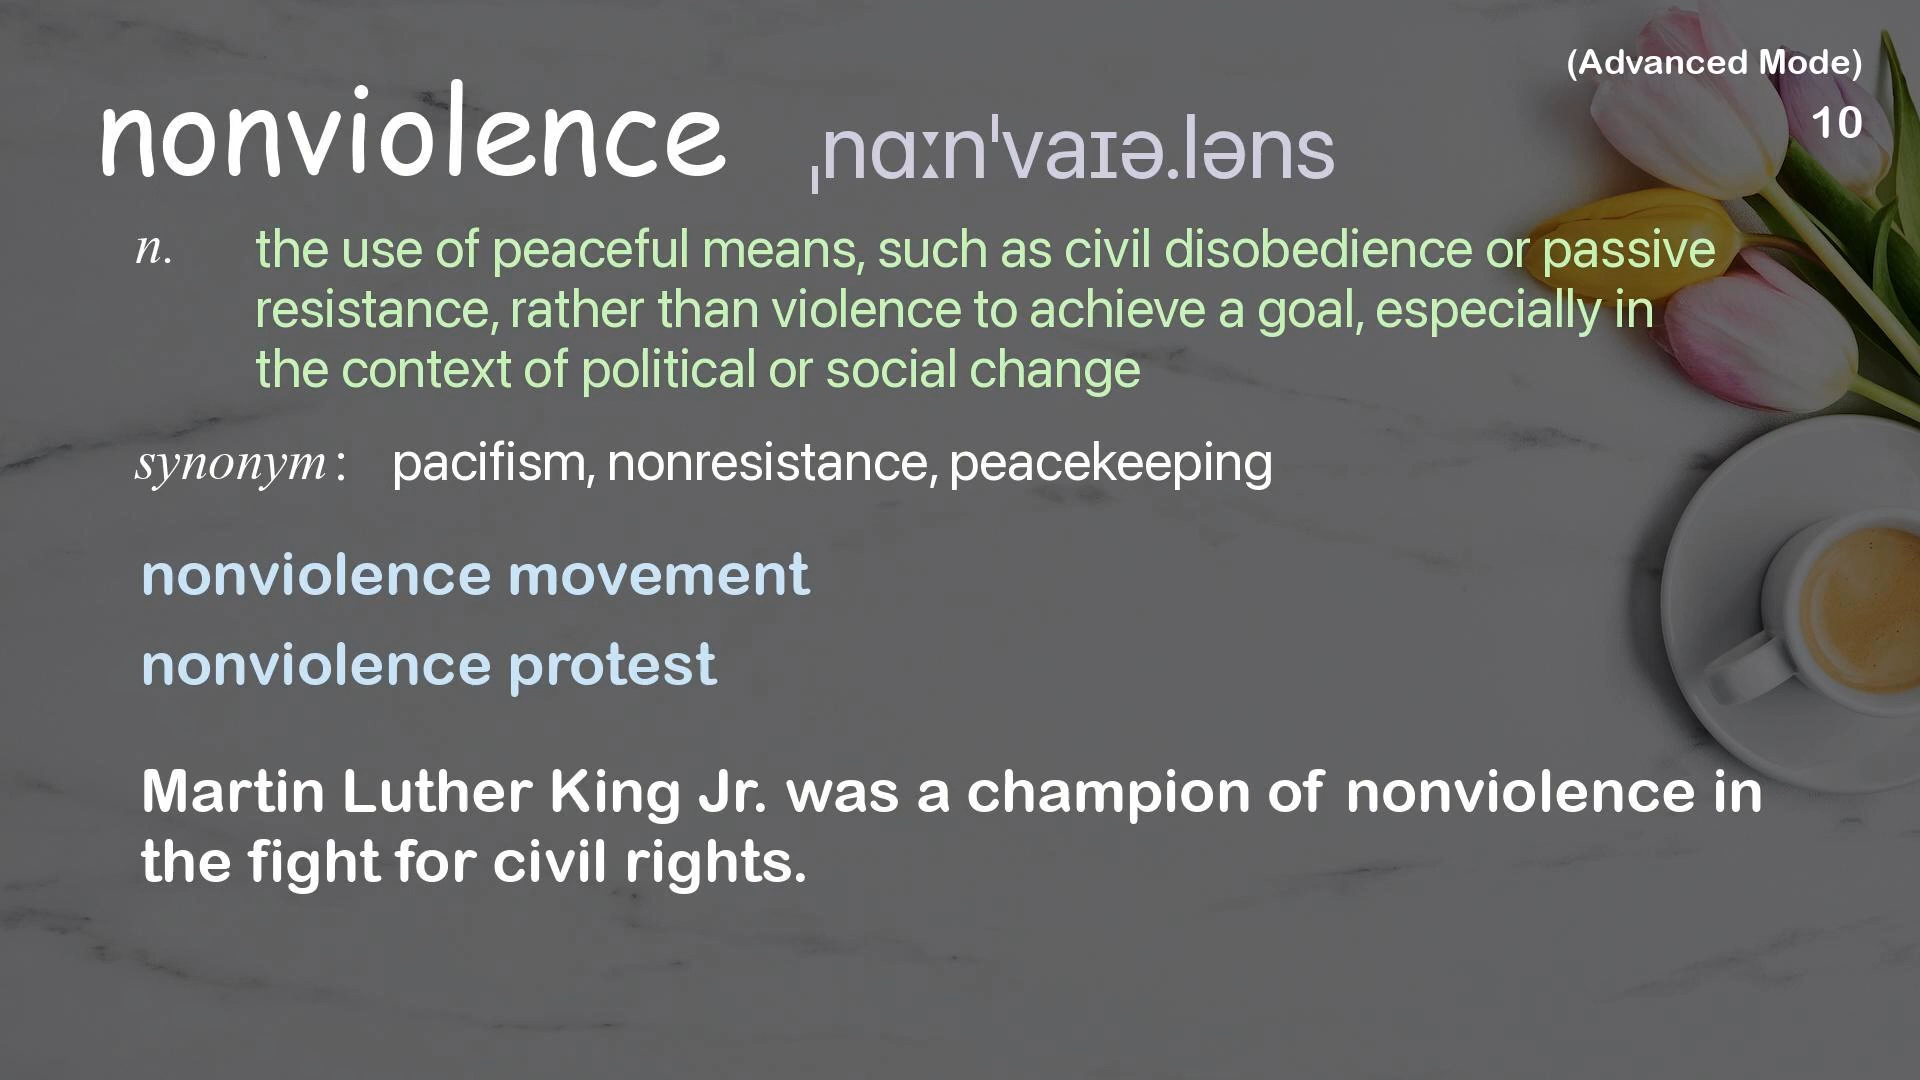 (Advanced Mode)
10
nonviolence ˌnɑːnˈvaɪə.ləns
n. the use of peaceful means, such as civil disobedience or passive
resistance, rather than violence to achieve a goal, especially in
the context of political or social change
synonym: pacifism, nonresistance, peacekeeping
nonviolence movement
nonviolence protest
Martin Luther King Jr. was a champion of nonviolence in
the fight for civil rights.